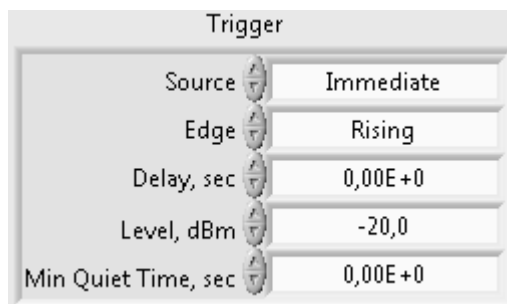 Trigger
Source Immediate
Edge Rising
Delay, sec 0,00E+0
Level, dBm -20,0
Min Quiet Time, sec 0,00E+0